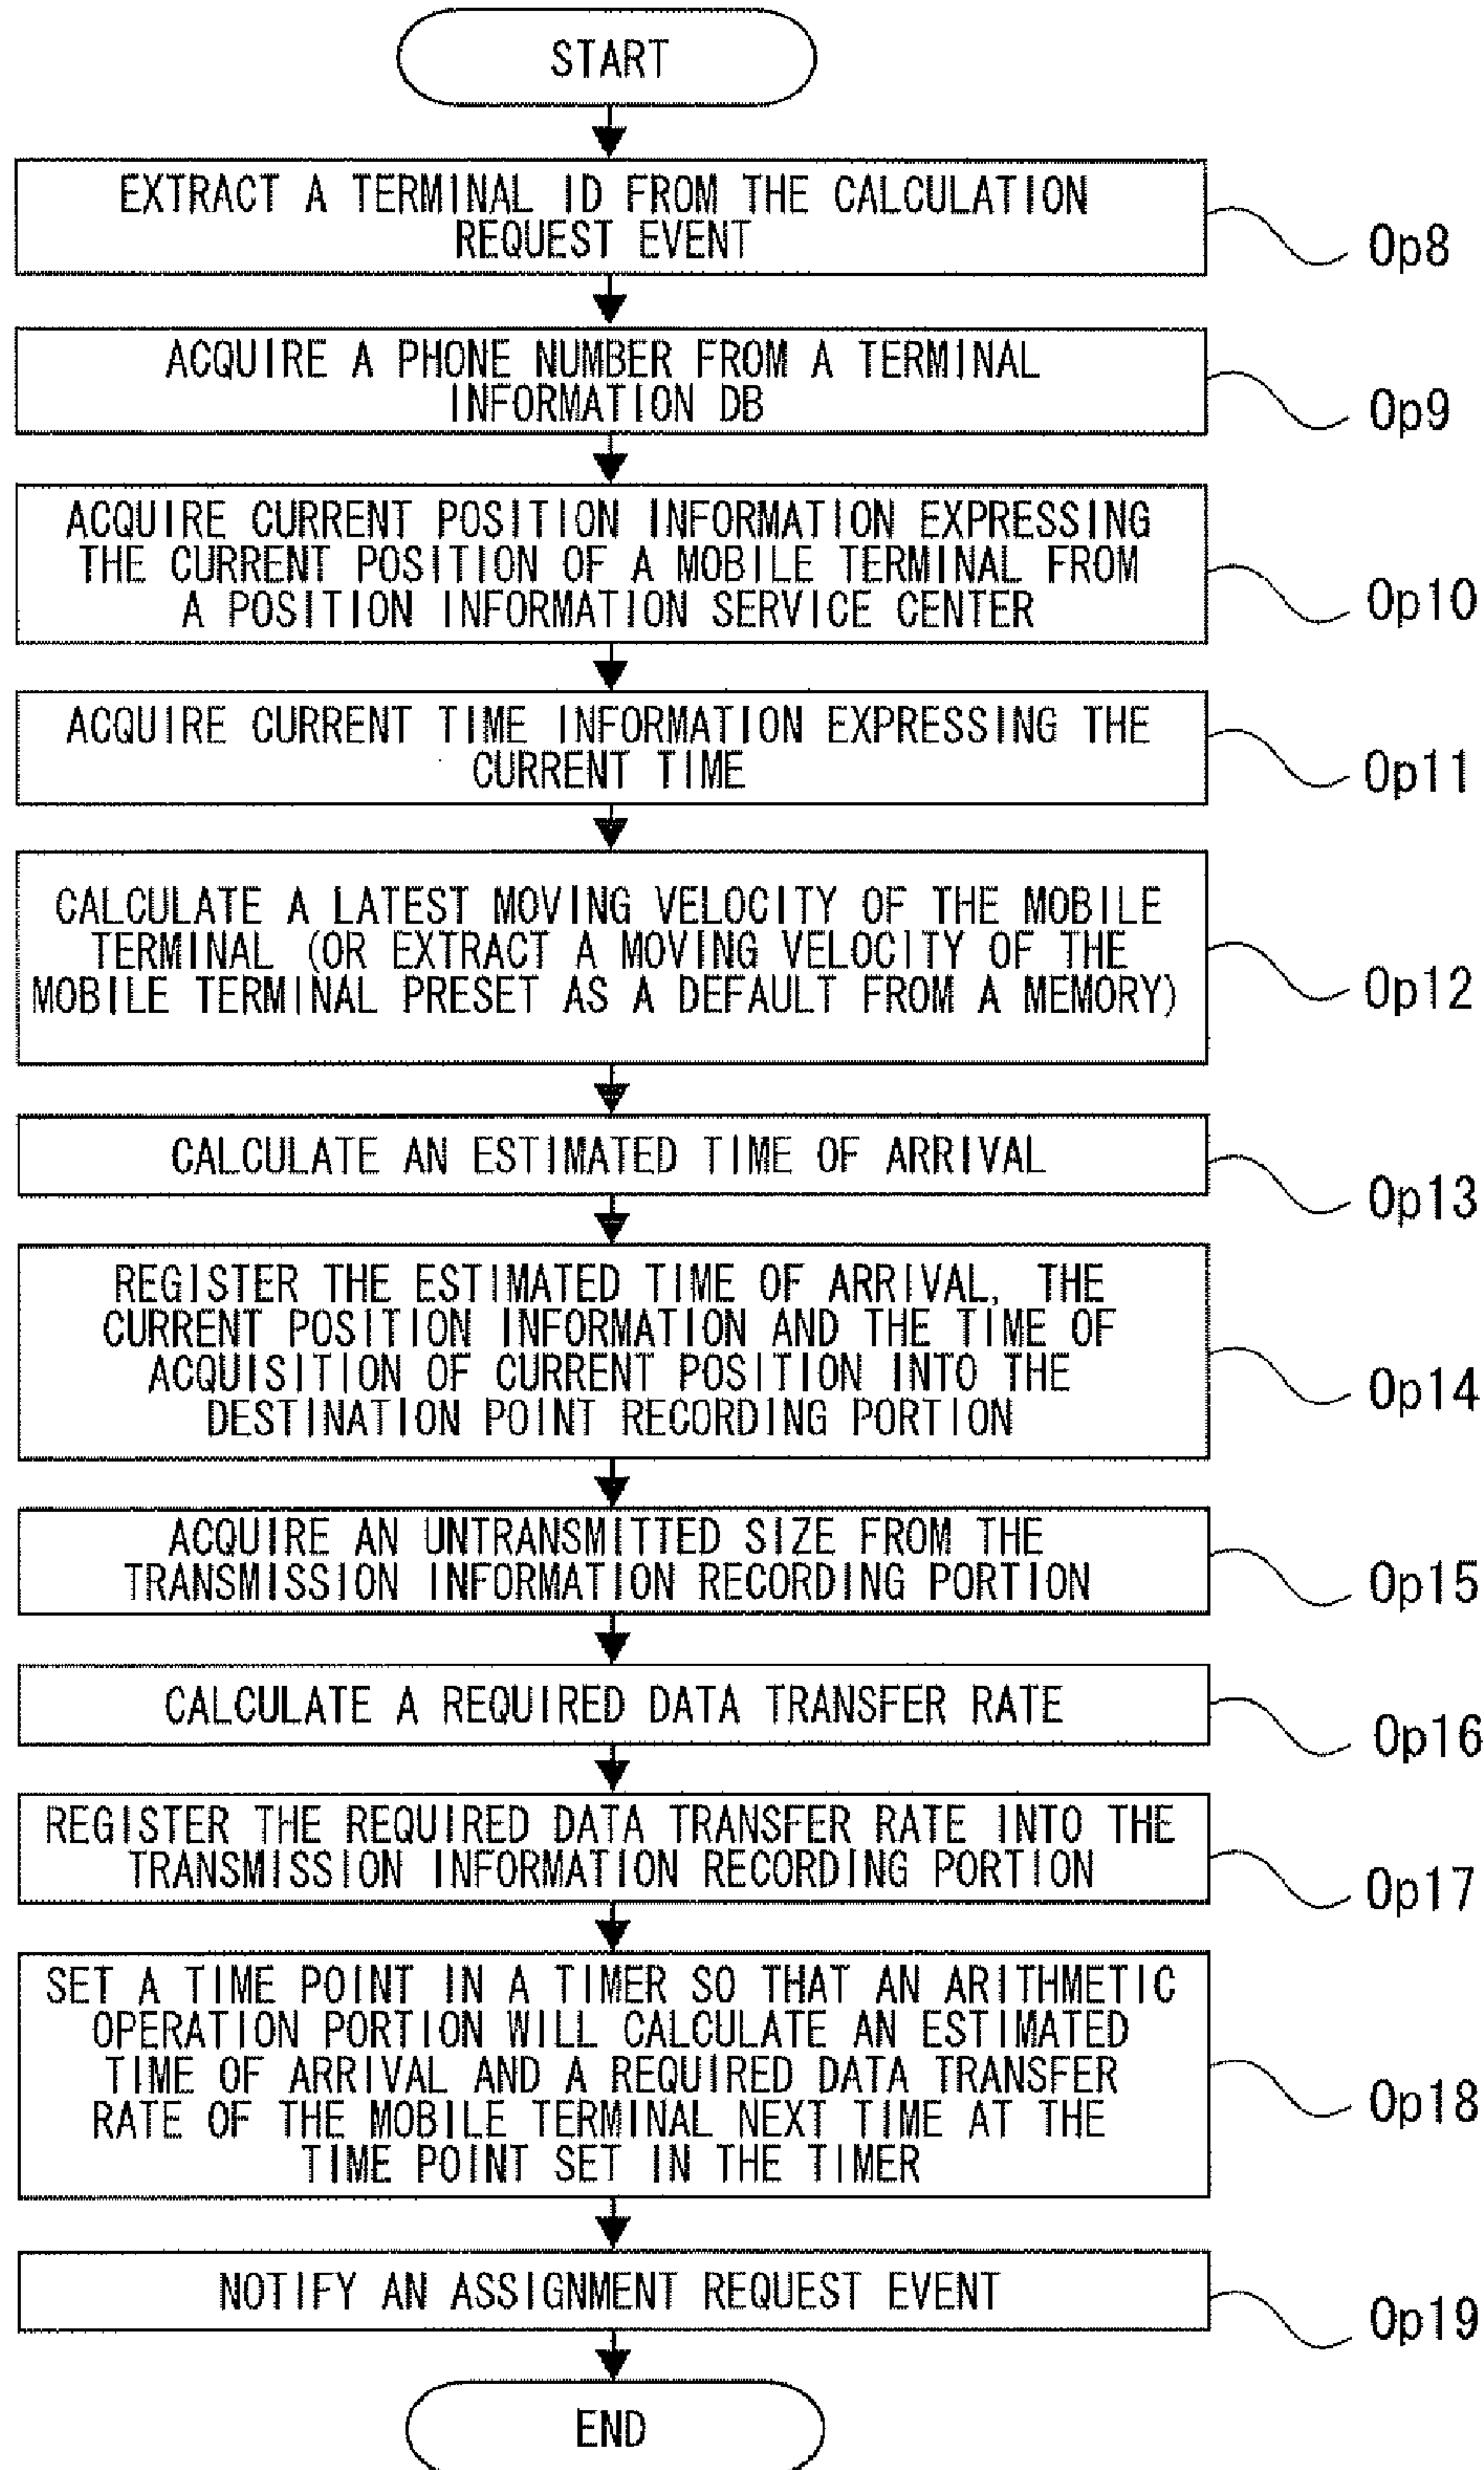 START
EXTRACT A TERMINAL ID FROM THE CALCULATION
REQUEST EVENT
Op8
ACQUIRE A PHONE NUMBER FROM A TERMINAL
INFORMATION DB
Op9
ACQUIRE CURRENT POSITION INFORMATION EXPRESSING
THE CURRENT POSITION OF A MOBILE TERMINAL FROM
A POSITION INFORMATION SERVICE CENTER
Op10
ACQUIRE CURRENT TIME INFORMATION EXPRESSING THE
CURRENT TIME
Op11
CALCULATE A LATEST MOVING VELOCITY OF THE MOBILE
TERMINAL (OR EXTRACT A MOVING VELOCITY OF THE
MOBILE TERMINAL PRESET AS A DEFAULT FROM A MEMORY)
Op12
CALCULATE AN ESTIMATED TIME OF ARRIVAL
Op13
REGISTER THE ESTIMATED TIME OF ARRIVAL, THE
CURRENT POSITION INFORMATION AND THE TIME OF
ACQUISITION OF CURRENT POSITION INTO THE
DESTINATION POINT RECORDING PORTION
Op14
ACQUIRE AN UNTRANSMITTED SIZE FROM THE
TRANSMISSION INFORMATION RECORDING PORTION
Op15
CALCULATE A REQUIRED DATA TRANSFER RATE
Op16
REGISTER THE REQUIRED DATA TRANSFER RATE INTO THE
TRANSMISSION INFORMATION RECORDING PORTION
Op17
SET A TIME POINT IN A TIMER SO THAT AN ARITHMETIC
OPERATION PORTION WILL CALCULATE AN ESTIMATED
TIME OF ARRIVAL AND A REQUIRED DATA TRANSFER
RATE OF THE MOBILE TERMINAL NEXT TIME AT THE
TIME POINT SET IN THE TIMER
Op18
NOTIFY AN ASSIGNMENT REQUEST EVENT
Op19
END